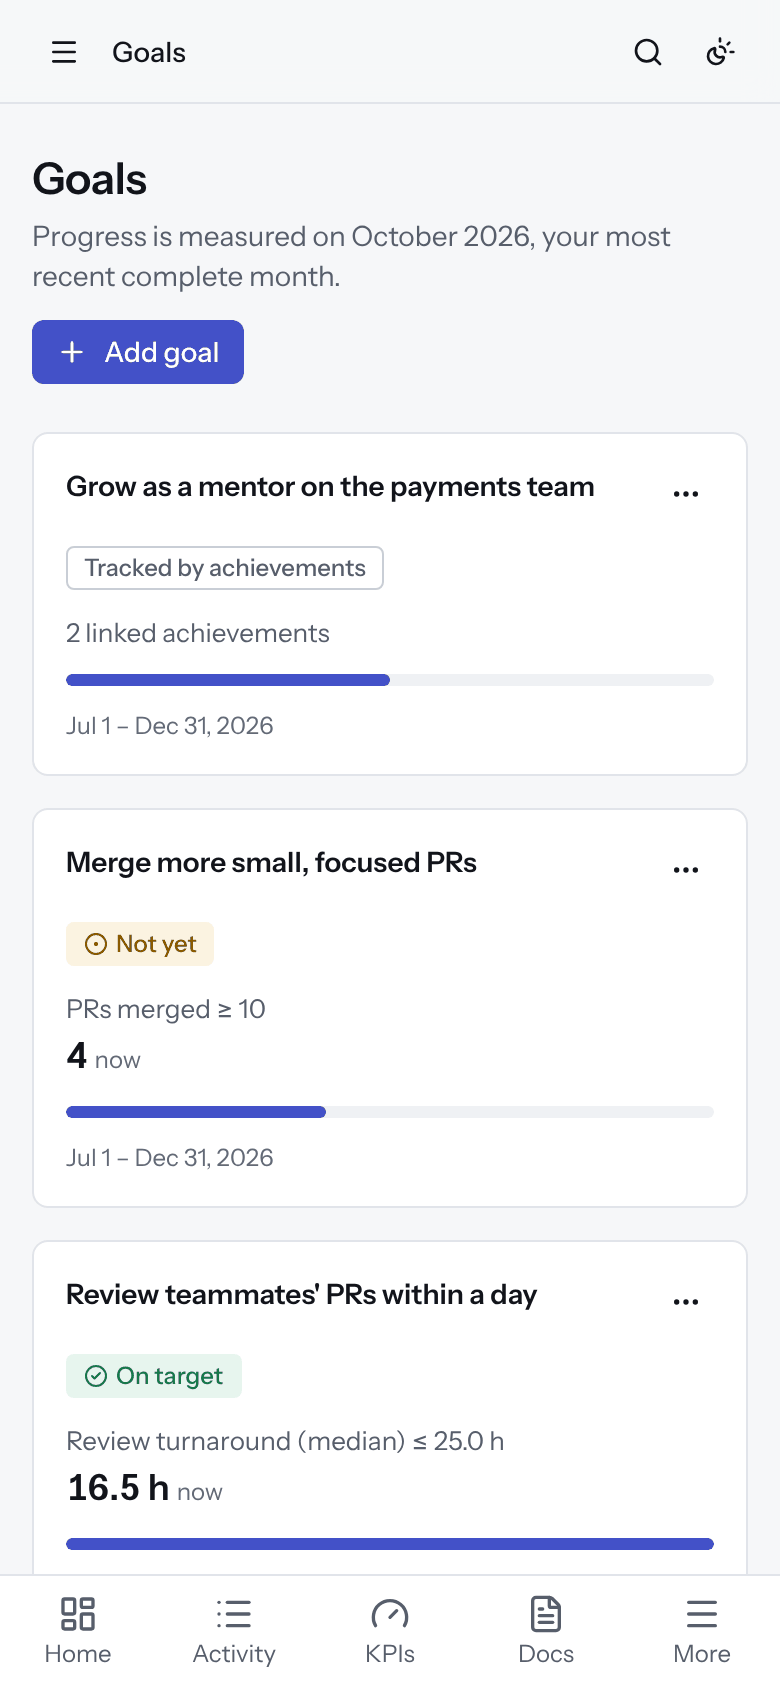 Goals
Goals
Progress is measured on October 2026, your most
recent complete month.
Add goal
Grow as a mentor on the payments team
Tracked by achievements
2 linked achievements
Jul 1 – Dec 31, 2026
Merge more small, focused PRs
Not yet
PRs merged ≥ 10
4 now
Jul 1 – Dec 31, 2026
Review teammates' PRs within a day
On target
Review turnaround (median) ≤ 25.0 h
16.5 h now
Home
Activity
KPIs
Docs
More